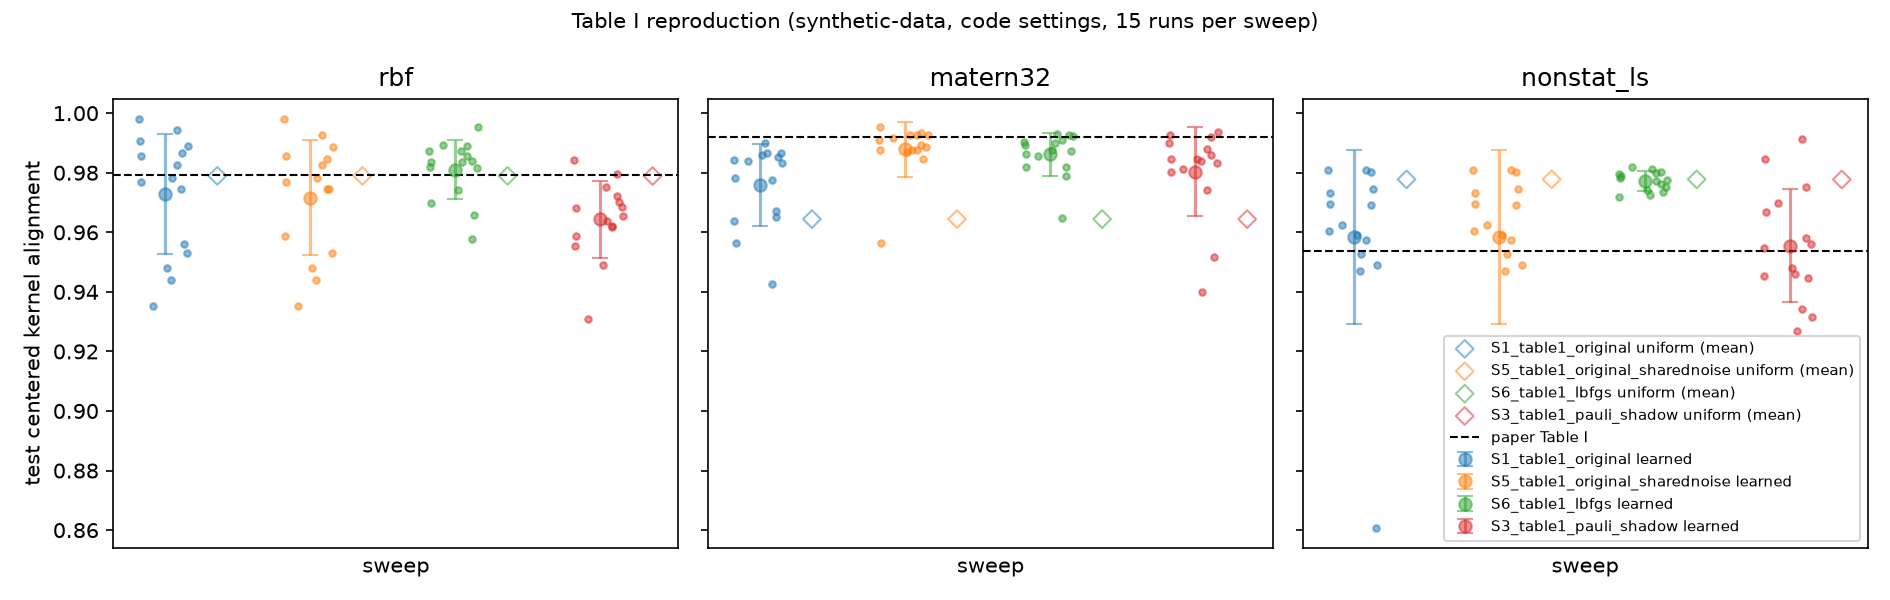 Table I reproduction (synthetic-data, code settings, 15 runs per sweep)
rbf
matern32
nonstat_ls
test centered kernel alignment
1.00
0.98
0.96
0.94
0.92
0.90
0.88
0.86
S1_table1_original uniform (mean)
S5_table1_original_sharednoise uniform (mean)
S6_table1_lbfgs uniform (mean)
S3_table1_pauli_shadow uniform (mean)
paper Table I
S1_table1_original learned
S5_table1_original_sharednoise learned
S6_table1_lbfgs learned
S3_table1_pauli_shadow learned
sweep
sweep
sweep